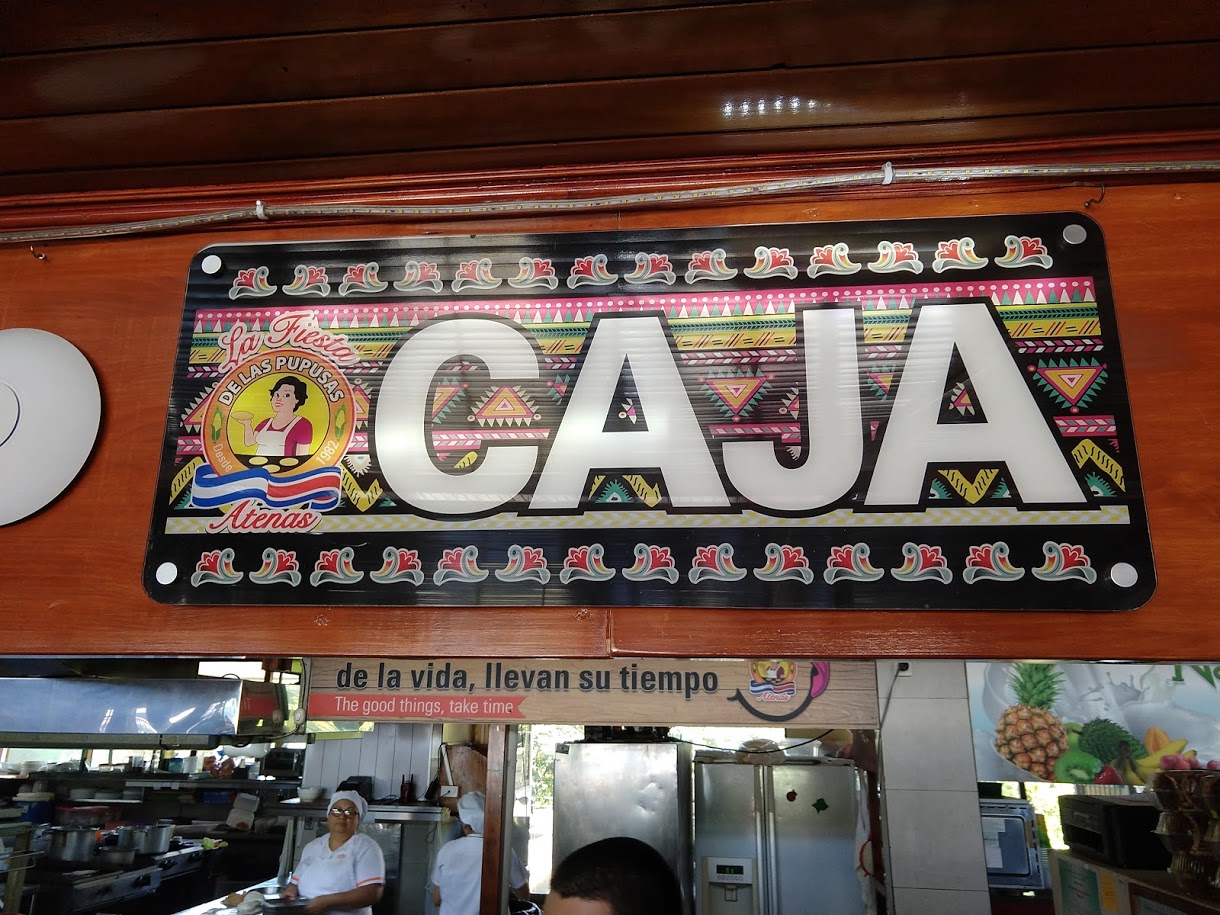 La Fiesta
DE LAS PUPUSAS
Desde 1982
Atenas
CAJA
de la vida, llevan su tiempo
The good things, take time
Atenas